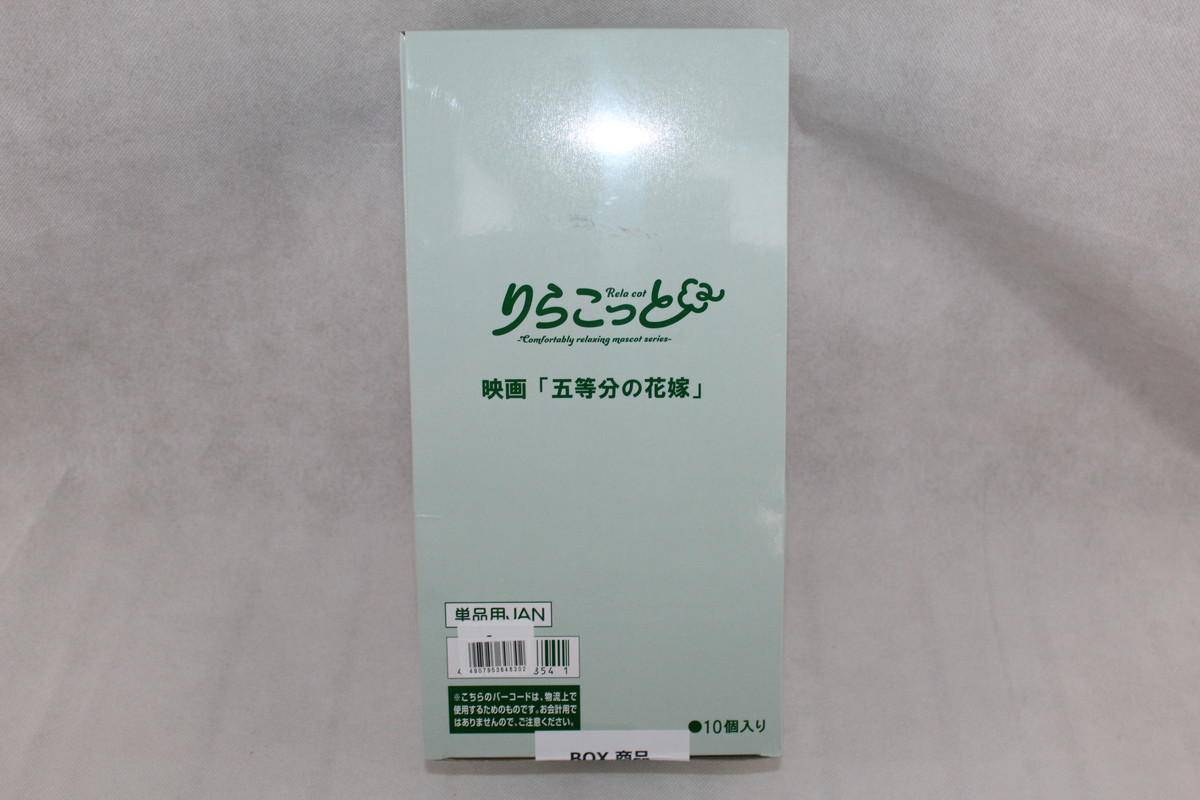 りらこっと
Rela cot
-Comfortably relaxing mascot series-
映画「五等分の花嫁」
単品用JAN
4907953648302
354 1
※こちらのバーコードは、物流上で
使用するためのものです。お会計用で
はありませんので、ご注意ください。
●10個入り
BOX 商品